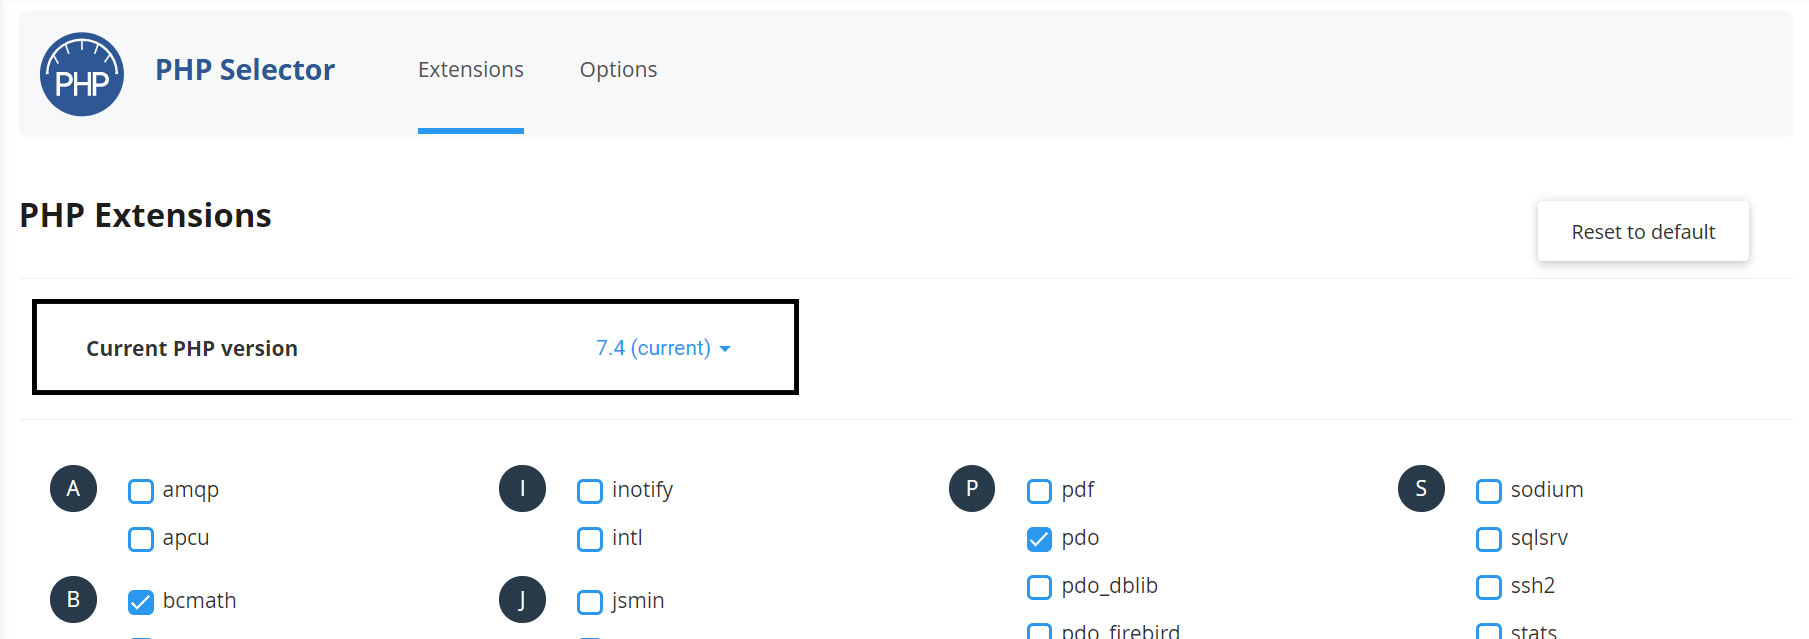 PHP
PHP Selector
Extensions
Options
PHP Extensions
Reset to default
Current PHP version
7.4 (current)
A
amqp
apcu
B
bcmath
I
inotify
intl
J
jsmin
P
pdf
pdo
pdo_dblib
pdo_firebird
S
sodium
sqlsrv
ssh2
stats